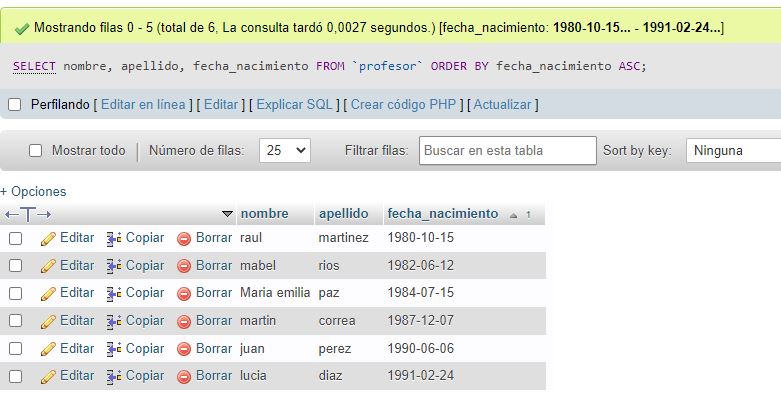 Mostrando filas 0 - 5 (total de 6, La consulta tardó 0,0027 segundos.) [fecha_nacimiento: 1980-10-15... - 1991-02-24...]
SELECT nombre, apellido, fecha_nacimiento FROM `profesor` ORDER BY fecha_nacimiento ASC;
Perfilando [ Editar en línea ] [ Editar ] [ Explicar SQL ] [ Crear código PHP ] [ Actualizar ]
Mostrar todo | Número de filas: 25 Filtrar filas: Buscar en esta tabla Sort by key: Ninguna
+ Opciones
←T→ nombre apellido fecha_nacimiento 1
Editar Copiar Borrar raul martinez 1980-10-15
Editar Copiar Borrar mabel rios 1982-06-12
Editar Copiar Borrar Maria emilia paz 1984-07-15
Editar Copiar Borrar martin correa 1987-12-07
Editar Copiar Borrar juan perez 1990-06-06
Editar Copiar Borrar lucia diaz 1991-02-24